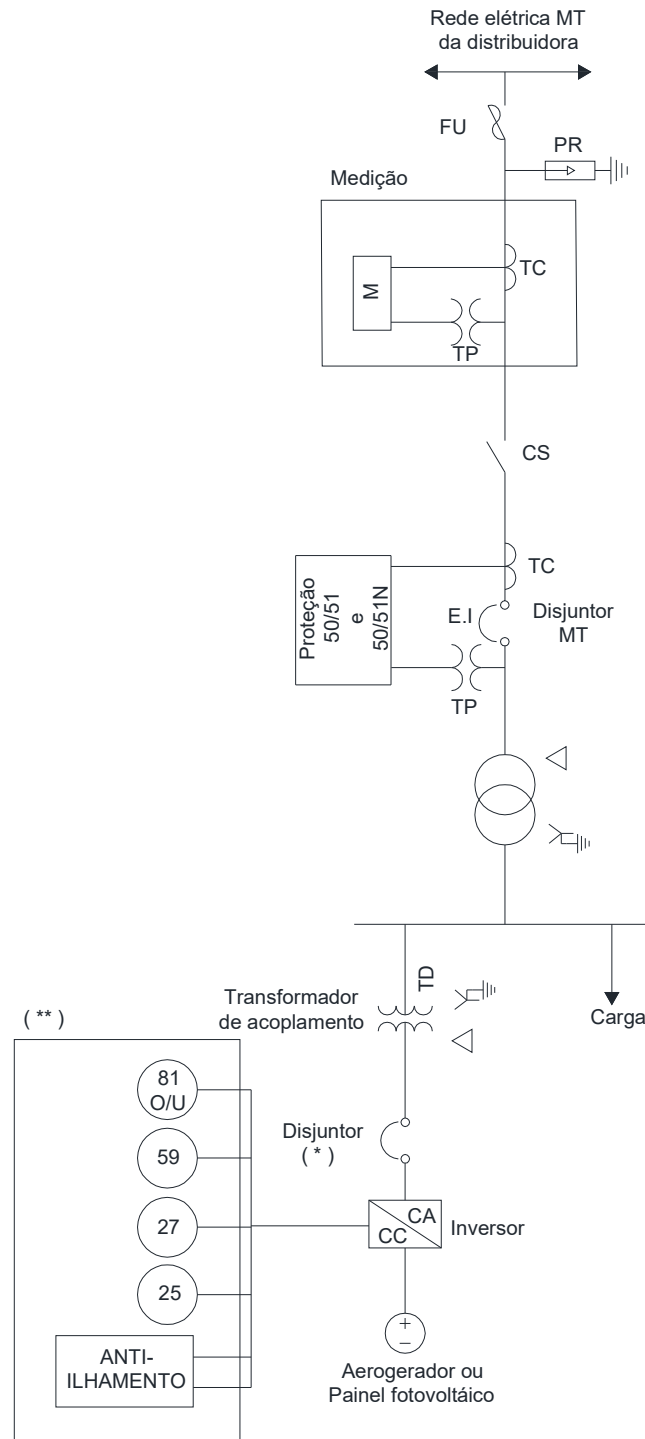 Rede elétrica MT
da distribuidora
FU
PR
Medição
TC
M
TP
CS
TC
Proteção
50/51
e
50/51N
E.I
Disjuntor
MT
TP
TD
Transformador
de acoplamento
Carga
( ** )
81
O/U
Disjuntor
( * )
59
27
CA
CC
Inversor
25
+
−
ANTI-
ILHAMENTO
Aerogerador ou
Painel fotovoltáico